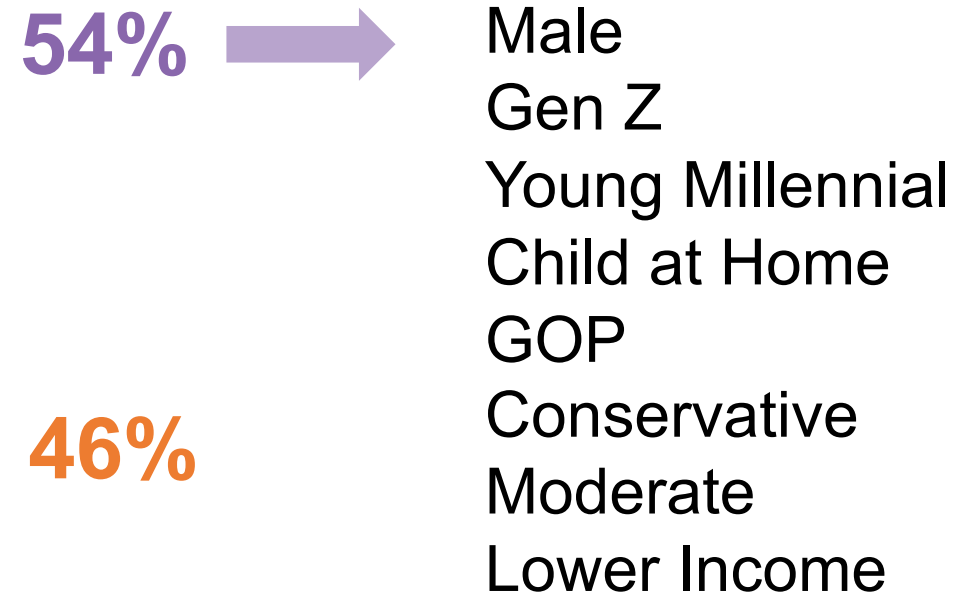 54%
Male
Gen Z
Young Millennial
Child at Home
GOP
Conservative
46%
Moderate
Lower Income